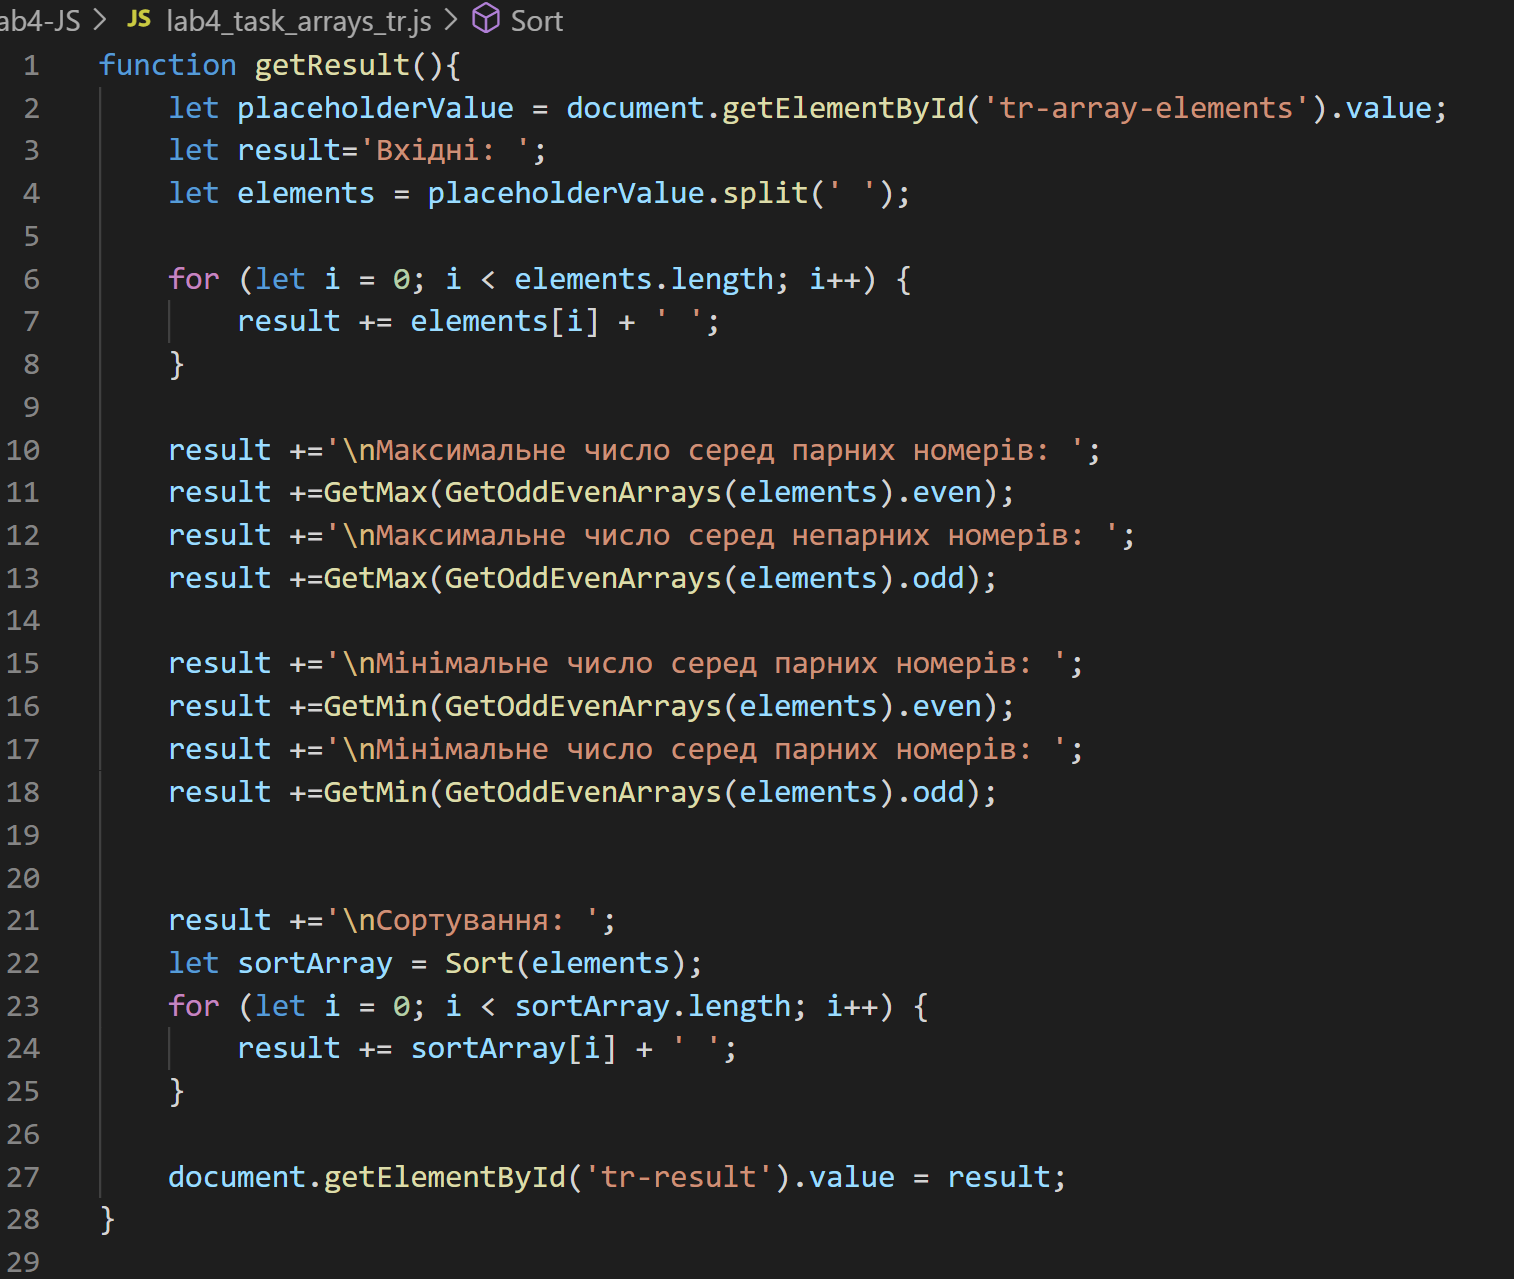 ab4-JS > JS lab4_task_arrays_tr.js > Sort
1 function getResult(){
2     let placeholderValue = document.getElementById('tr-array-elements').value;
3     let result='Вхідні: ';
4     let elements = placeholderValue.split(' ');
5
6     for (let i = 0; i < elements.length; i++) {
7         result += elements[i] + ' ';
8     }
9
10     result +='\nМаксимальне число серед парних номерів: ';
11     result +=GetMax(GetOddEvenArrays(elements).even);
12     result +='\nМаксимальне число серед непарних номерів: ';
13     result +=GetMax(GetOddEvenArrays(elements).odd);
14
15     result +='\nМінімальне число серед парних номерів: ';
16     result +=GetMin(GetOddEvenArrays(elements).even);
17     result +='\nМінімальне число серед парних номерів: ';
18     result +=GetMin(GetOddEvenArrays(elements).odd);
19
20
21     result +='\nСортування: ';
22     let sortArray = Sort(elements);
23     for (let i = 0; i < sortArray.length; i++) {
24         result += sortArray[i] + ' ';
25     }
26
27     document.getElementById('tr-result').value = result;
28 }
29